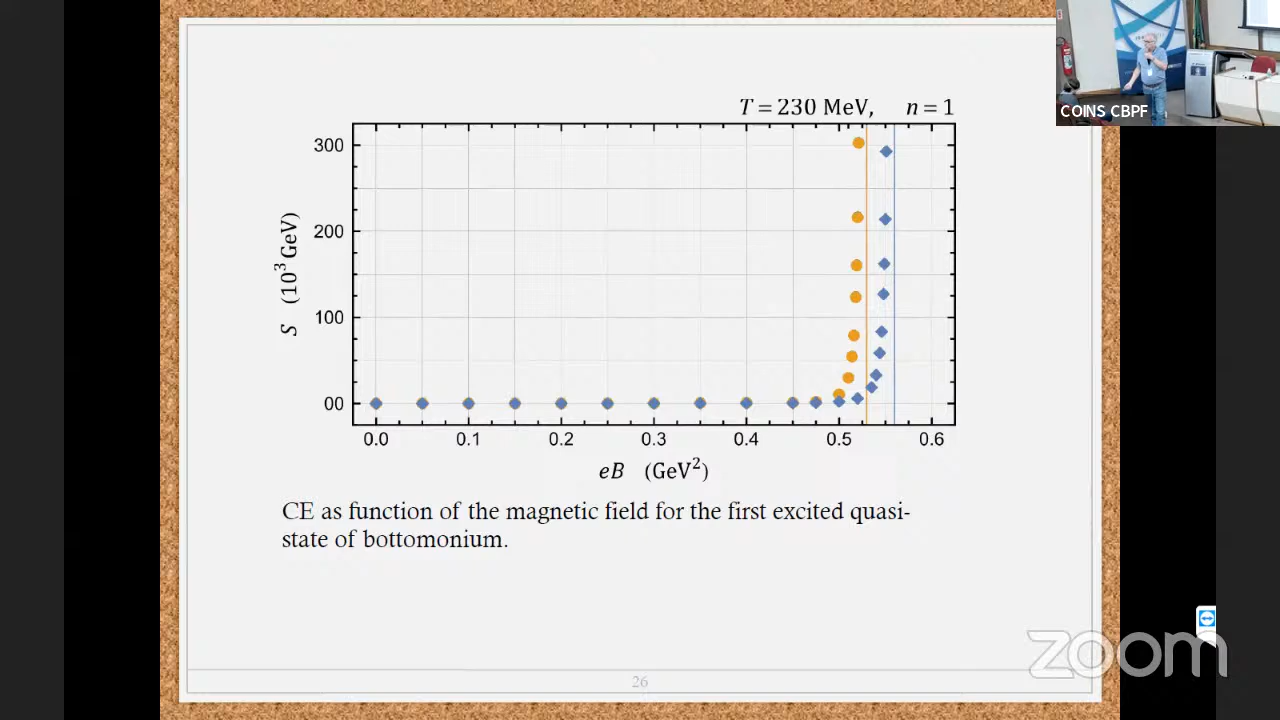 COINS CBPF
T = 230 MeV, n = 1
300
200
100
00
S (10³ GeV)
0.0 0.1 0.2 0.3 0.4 0.5 0.6
eB (GeV²)
CE as function of the magnetic field for the first excited quasi-
state of bottomonium.
26
zoom